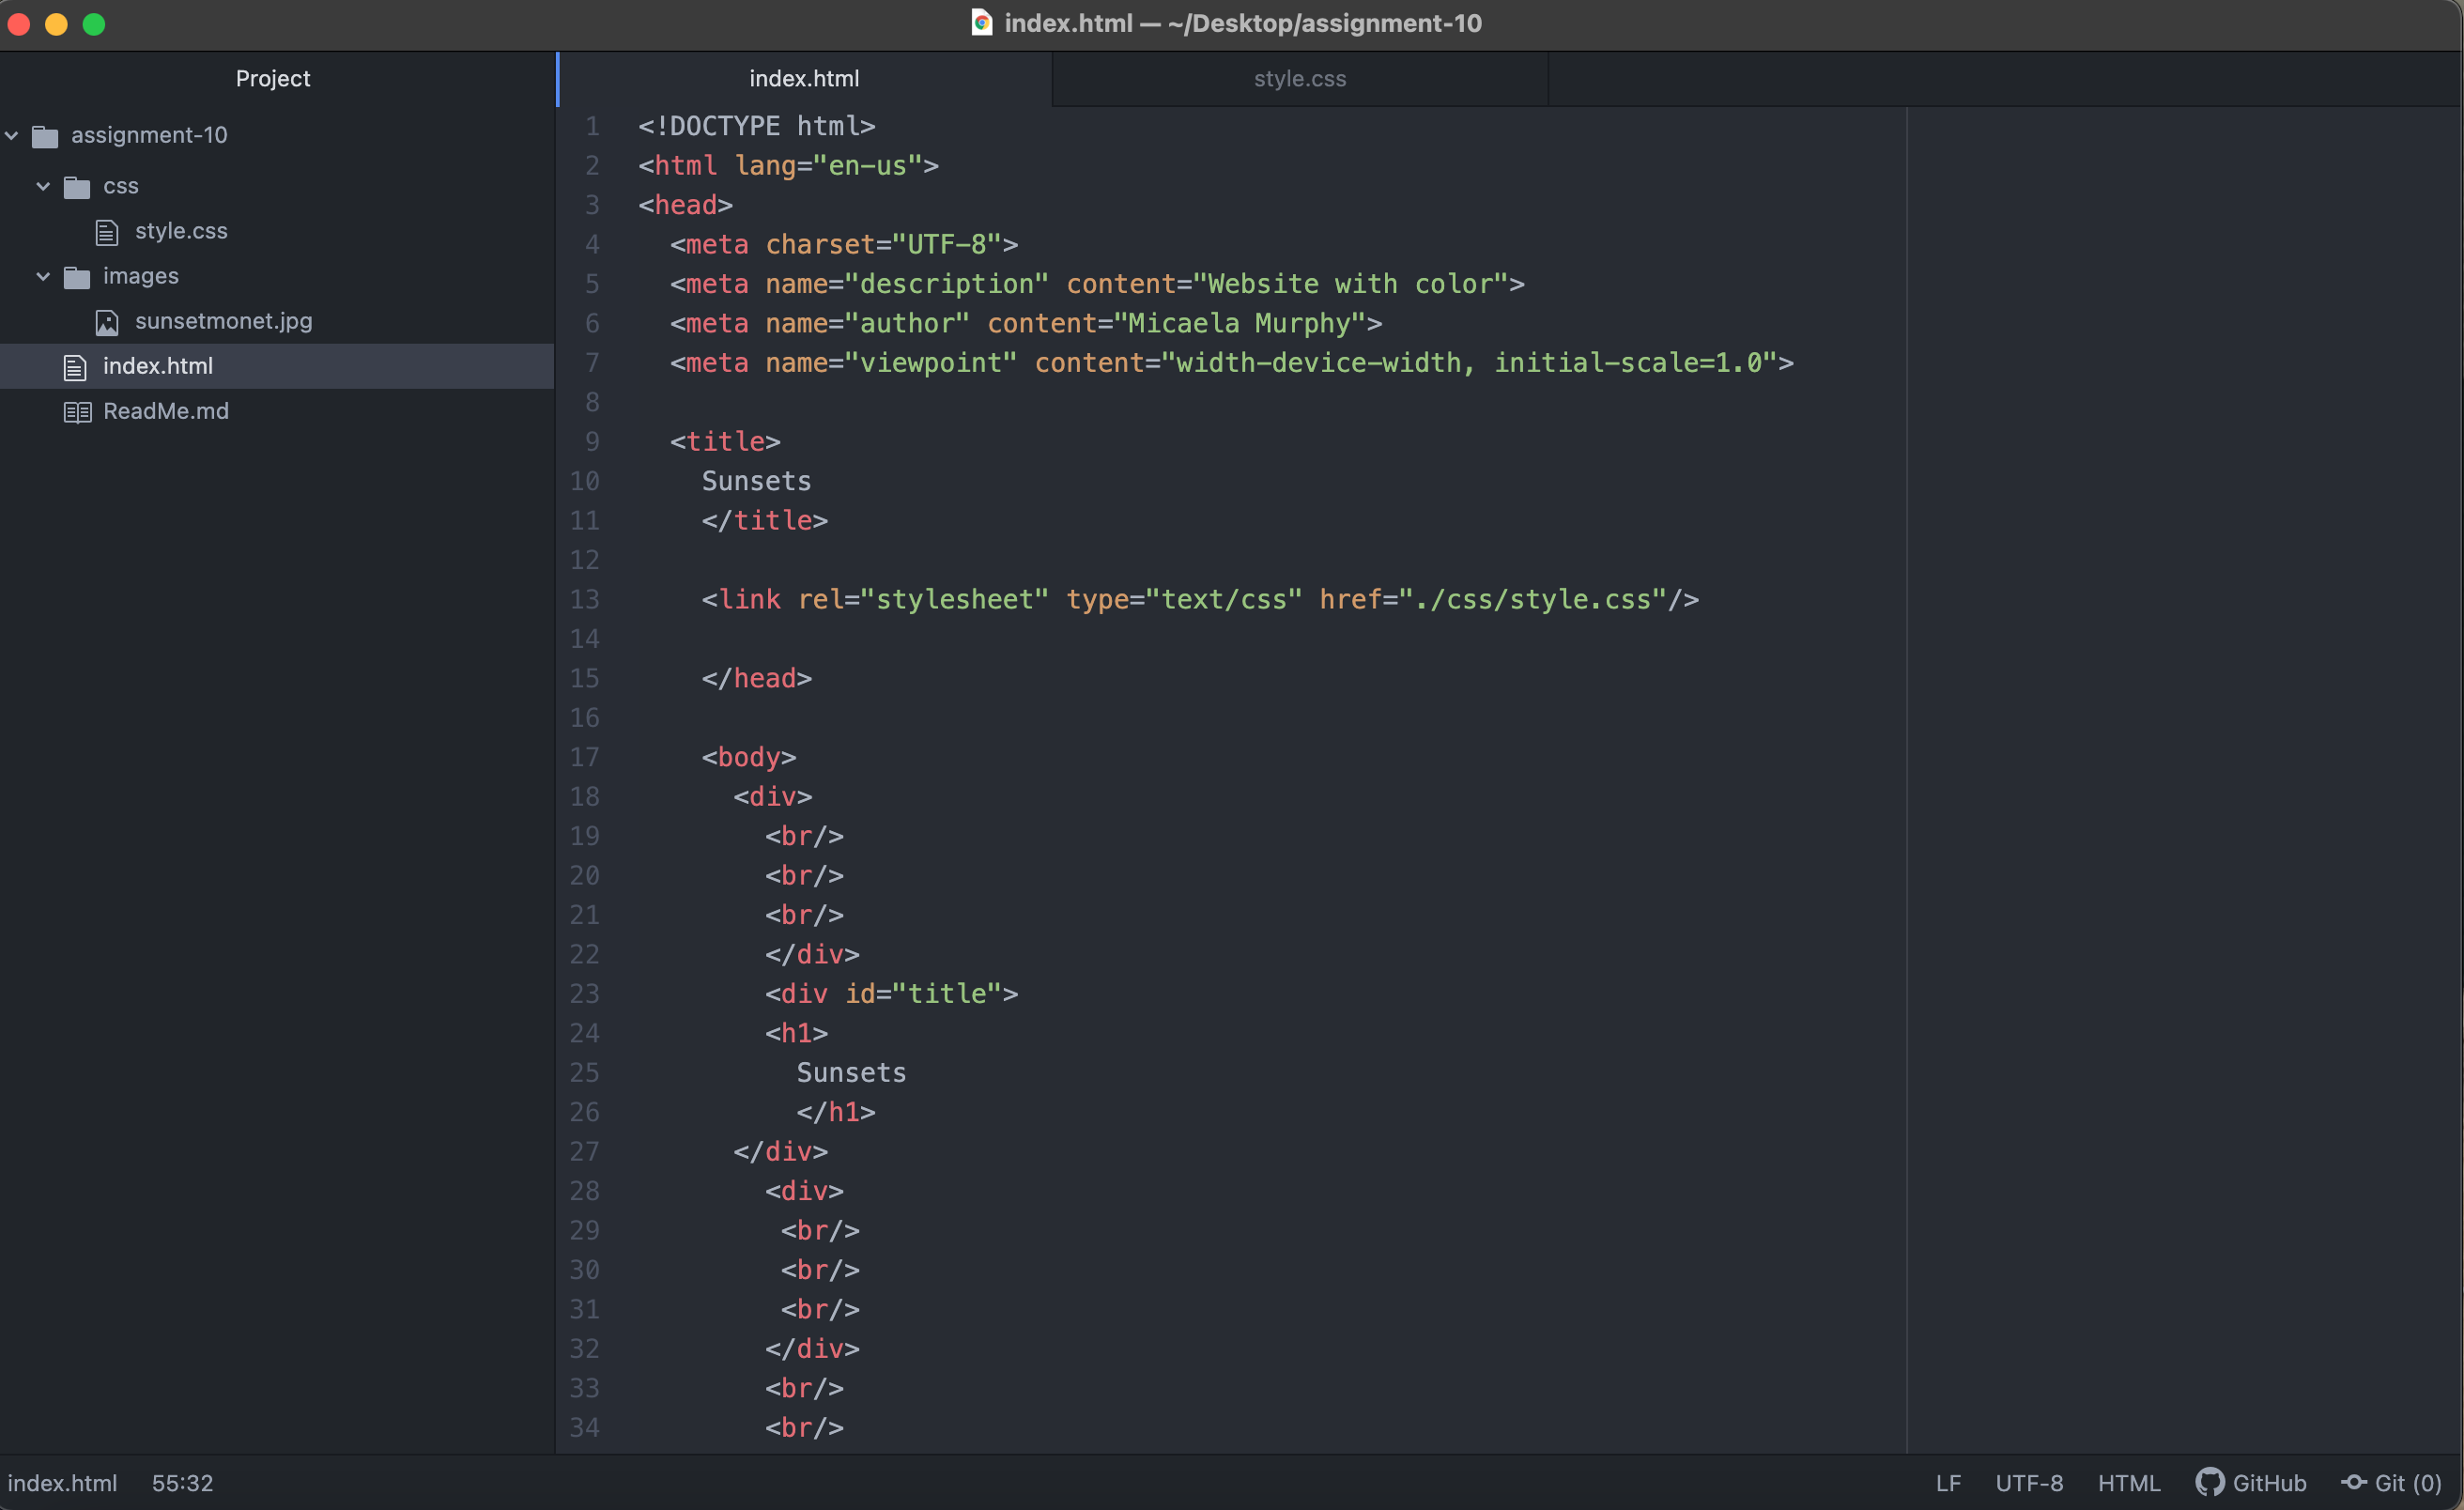 index.html — ~/Desktop/assignment-10
Project
index.html
style.css
assignment-10
css
style.css
images
sunsetmonet.jpg
index.html
ReadMe.md
1 <!DOCTYPE html>
2 <html lang="en-us">
3 <head>
4 <meta charset="UTF-8">
5 <meta name="description" content="Website with color">
6 <meta name="author" content="Micaela Murphy">
7 <meta name="viewpoint" content="width-device-width, initial-scale=1.0">
8
9 <title>
10 Sunsets
11 </title>
12
13 <link rel="stylesheet" type="text/css" href="./css/style.css"/>
14
15 </head>
16
17 <body>
18 <div>
19 <br/>
20 <br/>
21 <br/>
22 </div>
23 <div id="title">
24 <h1>
25 Sunsets
26 </h1>
27 </div>
28 <div>
29 <br/>
30 <br/>
31 <br/>
32 </div>
33 <br/>
34 <br/>
index.html 55:32 LF UTF-8 HTML GitHub Git (0)